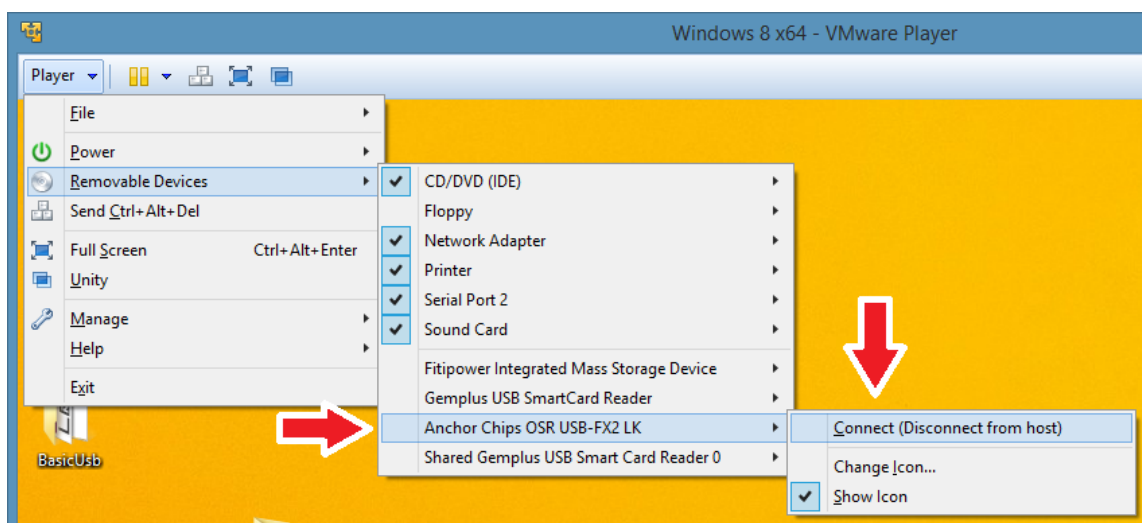 Windows 8 x64 - VMware Player
Player
File
Power
Removable Devices
Send Ctrl+Alt+Del
Full Screen Ctrl+Alt+Enter
Unity
Manage
Help
Exit
CD/DVD (IDE)
Floppy
Network Adapter
Printer
Serial Port 2
Sound Card
Fitipower Integrated Mass Storage Device
Gemplus USB SmartCard Reader
Anchor Chips OSR USB-FX2 LK
Shared Gemplus USB Smart Card Reader 0
Connect (Disconnect from host)
Change Icon...
Show Icon
BasicUsb